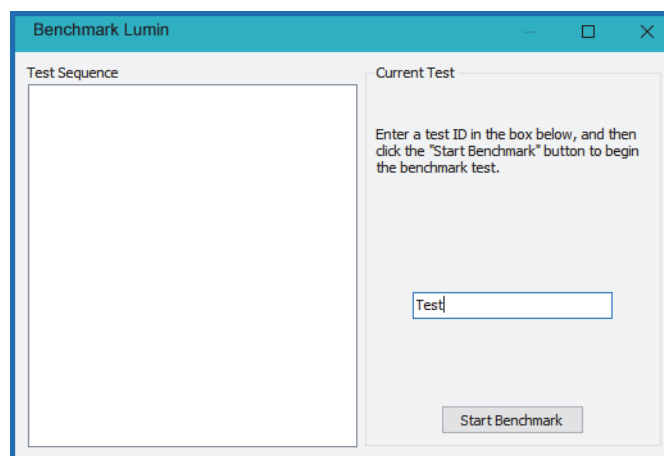 Benchmark Lumin
Test Sequence
Current Test
Enter a test ID in the box below, and then
click the "Start Benchmark" button to begin
the benchmark test.
Test
Start Benchmark